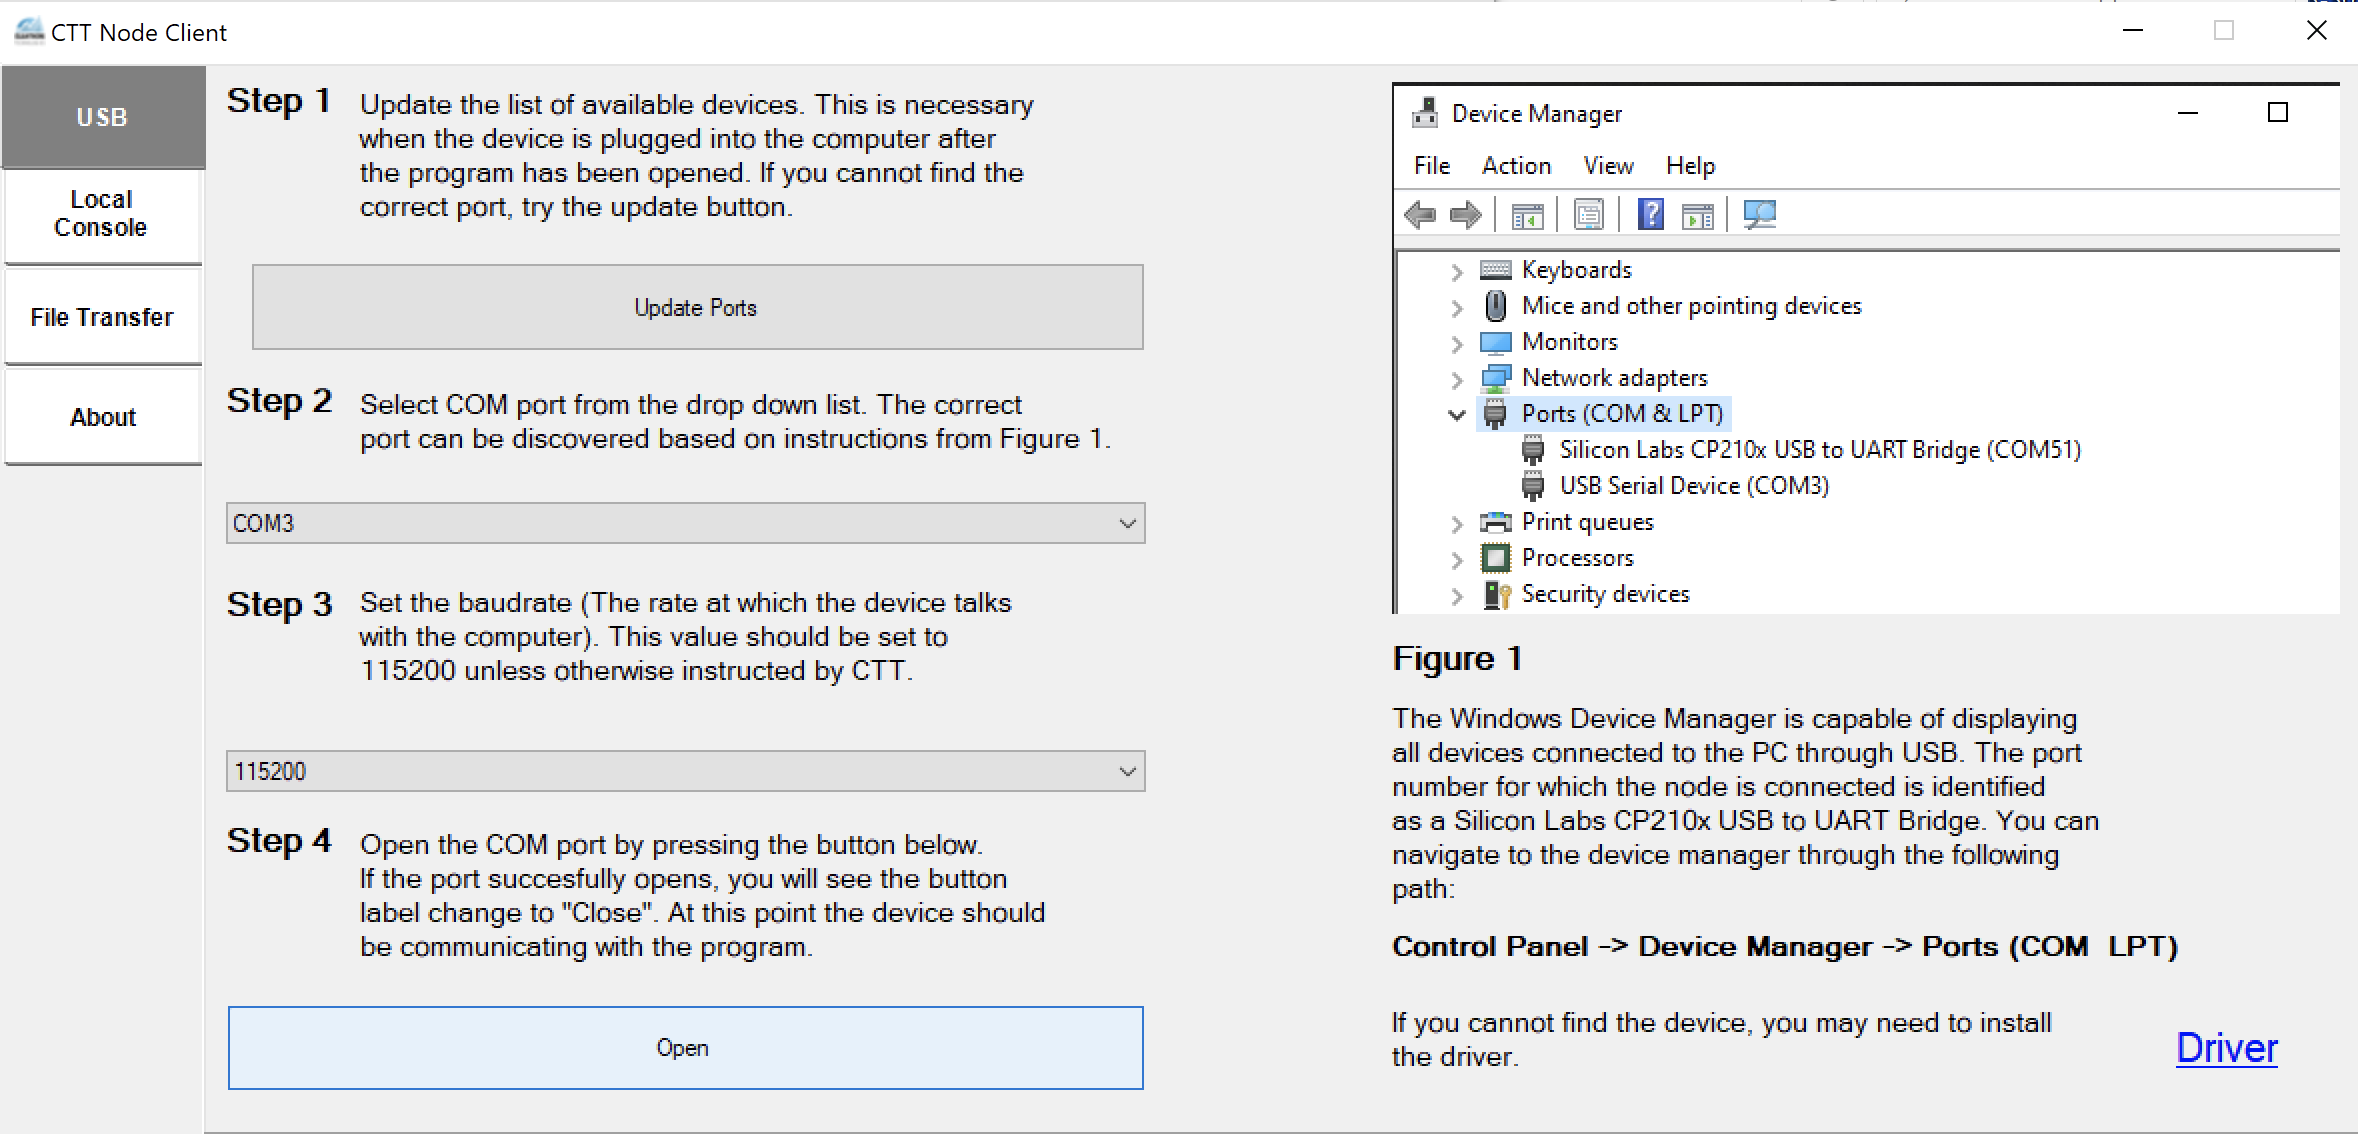 CTT Node Client
USB
Local
Console
File Transfer
About
Step 1
Update the list of available devices. This is necessary
when the device is plugged into the computer after
the program has been opened. If you cannot find the
correct port, try the update button.
Update Ports
Step 2
Select COM port from the drop down list. The correct
port can be discovered based on instructions from Figure 1.
COM3
Step 3
Set the baudrate (The rate at which the device talks
with the computer). This value should be set to
115200 unless otherwise instructed by CTT.
115200
Step 4
Open the COM port by pressing the button below.
If the port succesfully opens, you will see the button
label change to "Close". At this point the device should
be communicating with the program.
Open
Device Manager
File Action View Help
Keyboards
Mice and other pointing devices
Monitors
Network adapters
Ports (COM & LPT)
Silicon Labs CP210x USB to UART Bridge (COM51)
USB Serial Device (COM3)
Print queues
Processors
Security devices
Figure 1
The Windows Device Manager is capable of displaying
all devices connected to the PC through USB. The port
number for which the node is connected is identified
as a Silicon Labs CP210x USB to UART Bridge. You can
navigate to the device manager through the following
path:
Control Panel -> Device Manager -> Ports (COM  LPT)
If you cannot find the device, you may need to install
the driver.
Driver